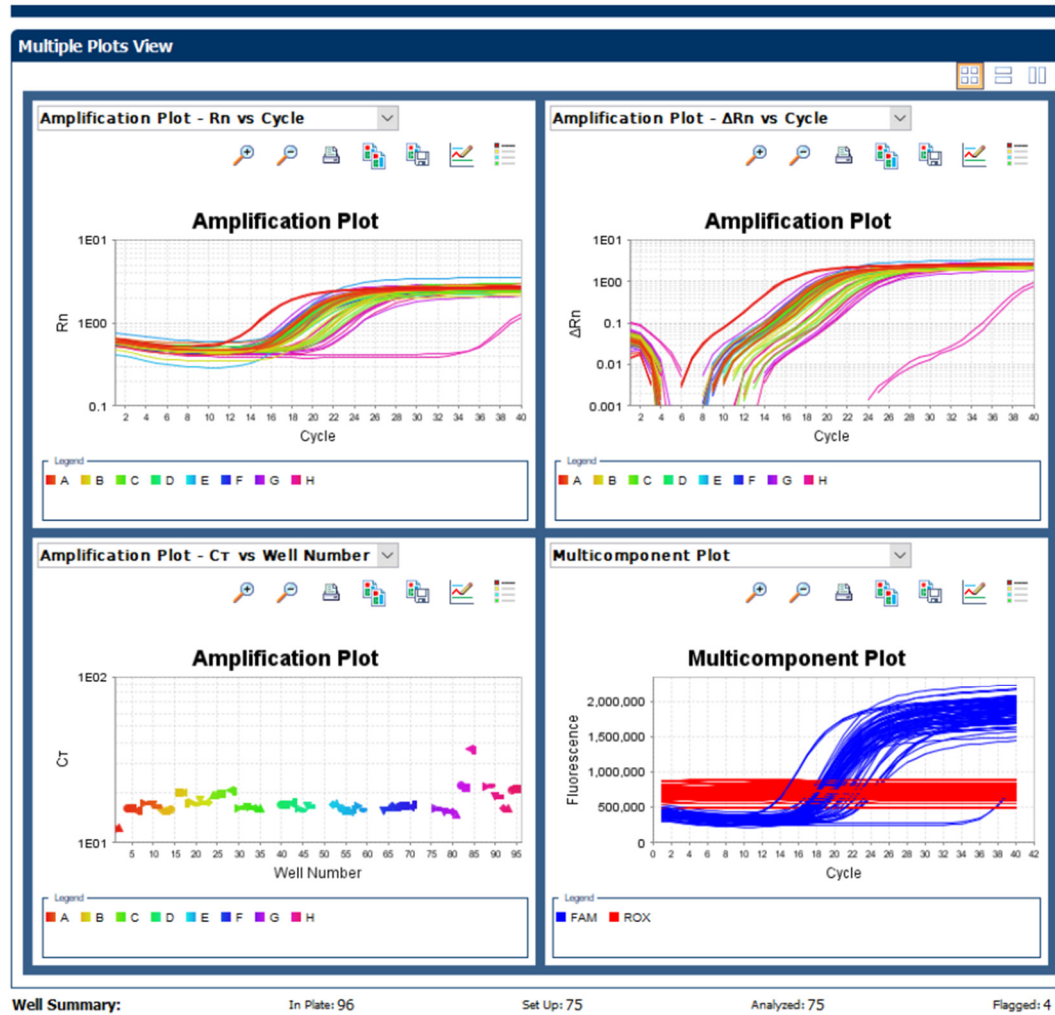 Multiple Plots View
Amplification Plot - Rn vs Cycle
Amplification Plot
1E01
1E00
0.1
Rn
2 4 6 8 10 12 14 16 18 20 22 24 26 28 30 32 34 36 38 40
Cycle
Legend
A B C D E F G H
Amplification Plot - ΔRn vs Cycle
Amplification Plot
1E01
1E00
0.1
0.01
0.001
ΔRn
2 4 6 8 10 12 14 16 18 20 22 24 26 28 30 32 34 36 38 40
Cycle
Legend
A B C D E F G H
Amplification Plot - Cᴛ vs Well Number
Amplification Plot
1E02
1E01
Cᴛ
5 10 15 20 25 30 35 40 45 50 55 60 65 70 75 80 85 90 95
Well Number
Legend
A B C D E F G H
Multicomponent Plot
Multicomponent Plot
2,000,000
1,500,000
1,000,000
500,000
0
Fluorescence
0 2 4 6 8 10 12 14 16 18 20 22 24 26 28 30 32 34 36 38 40 42
Cycle
Legend
FAM ROX
Well Summary: In Plate: 96 Set Up: 75 Analyzed: 75 Flagged: 4